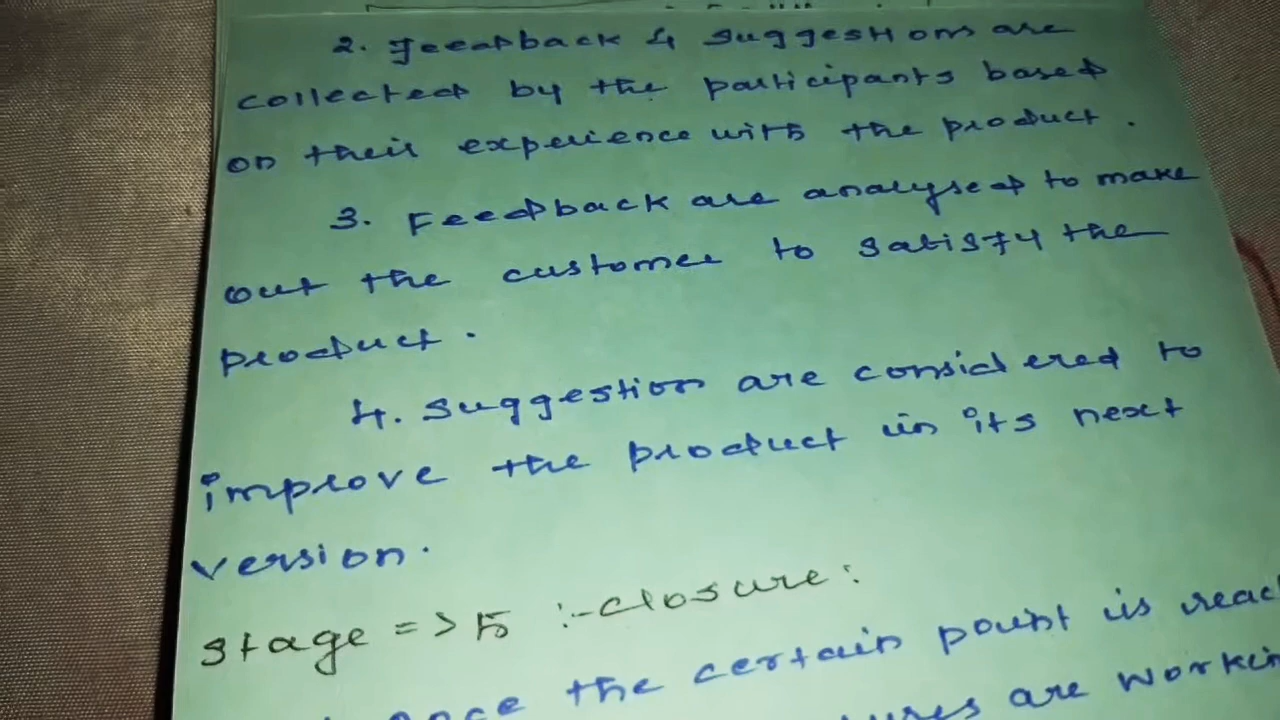 2. Feedback & suggestions are
collected by the participants based
on their experience with the product.
3. Feedback are analysed to make
out the customer to satisfy the
product.
4. suggestion are considered to
improve the product in its next
version.
stage => 5 :- closure:
the certain point is
are